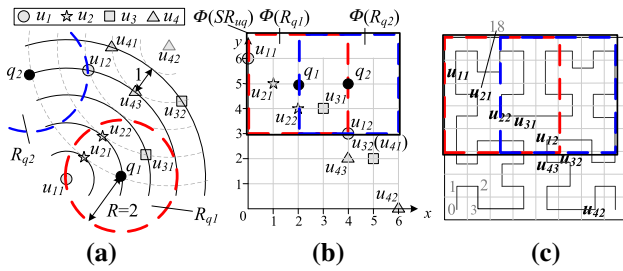 u1 u2 u3 u4
Φ(SRuq) Φ(Rq1) Φ(Rq2)
u41
u42
q2
u12
1
u43
u32
u22
u21
u31
Rq2
u11
q1
R=2
Rq1
(a)
y
u11
6
q1
q2
5
u21
4
u22
u31
3
u12
u32
(u41)
2
u43
1
u42
0
0 1 2 3 4 5 6
x
(b)
18
u11
u21
u22
u31
u12
u32
u43
3
2
0 1
u42
(c)